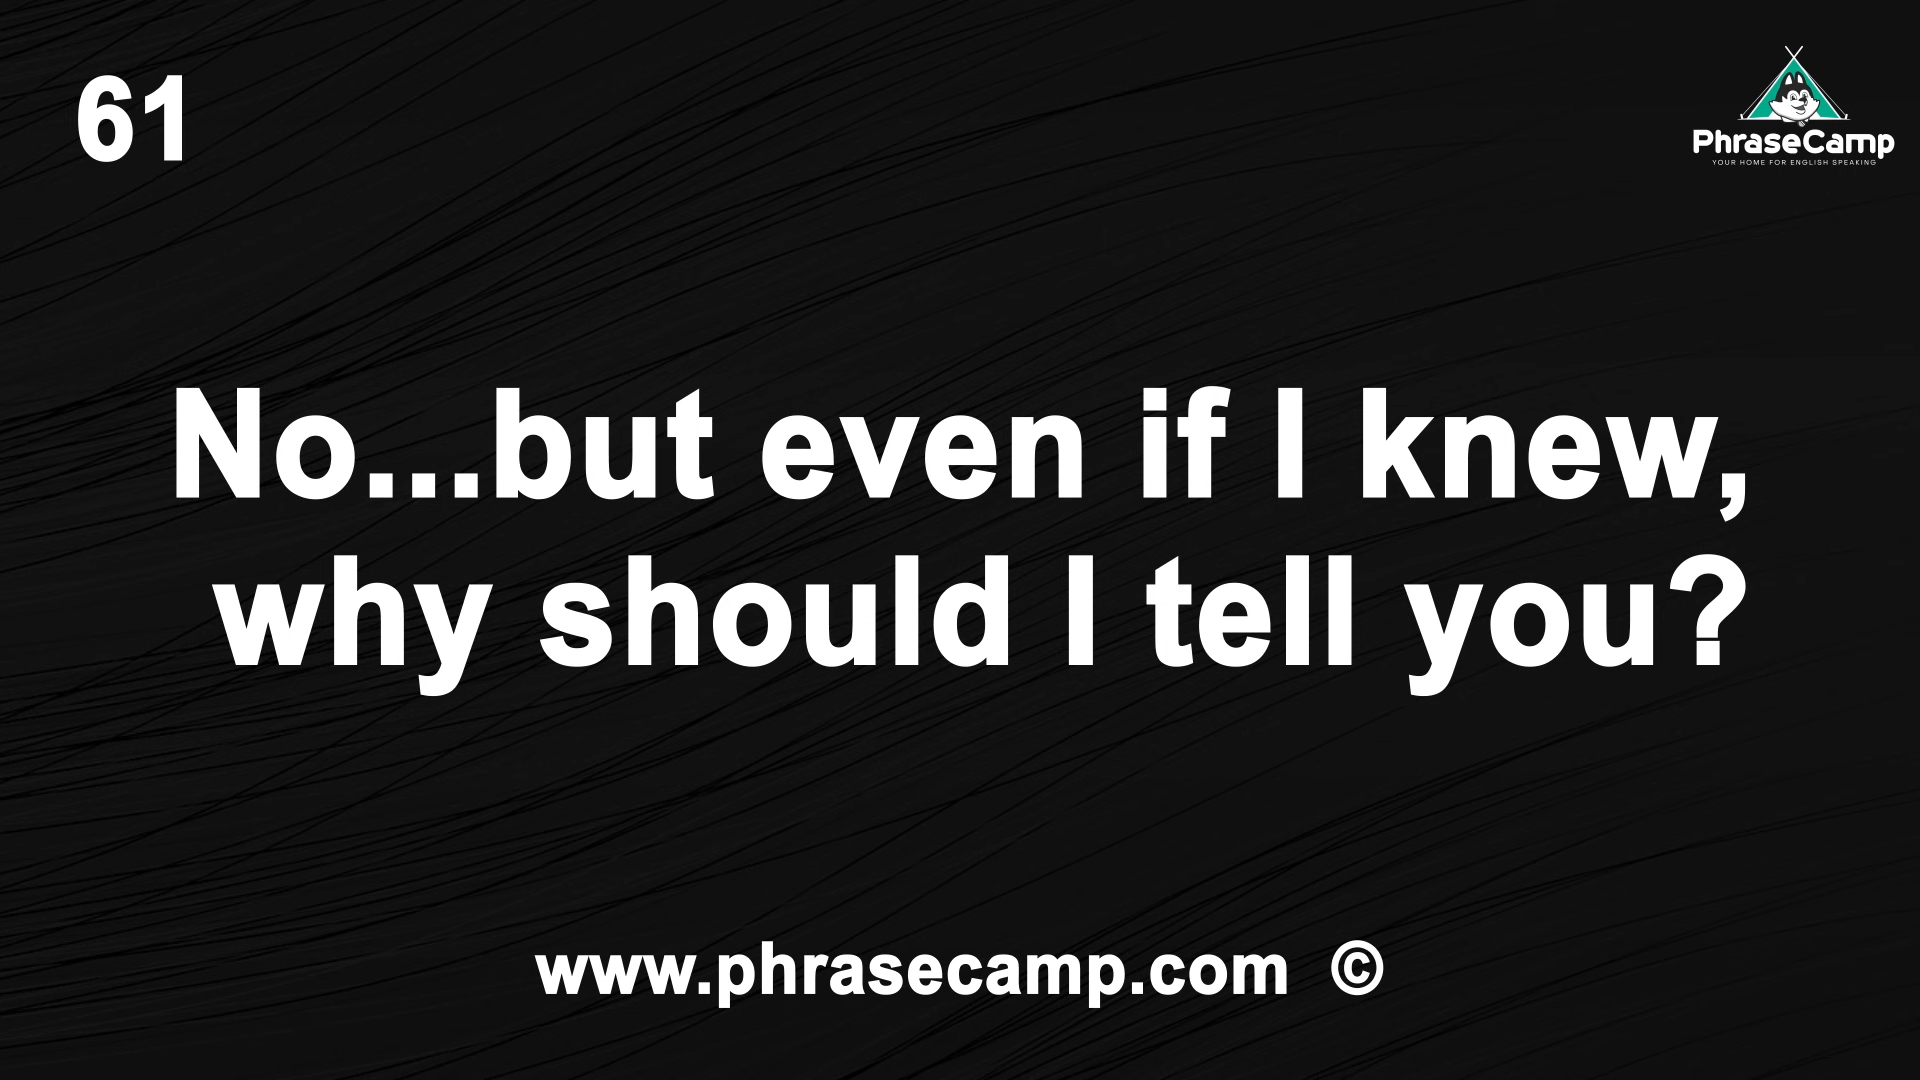 61
PhraseCamp
YOUR HOME FOR ENGLISH SPEAKING
No...but even if I knew,
why should I tell you?
www.phrasecamp.com ©